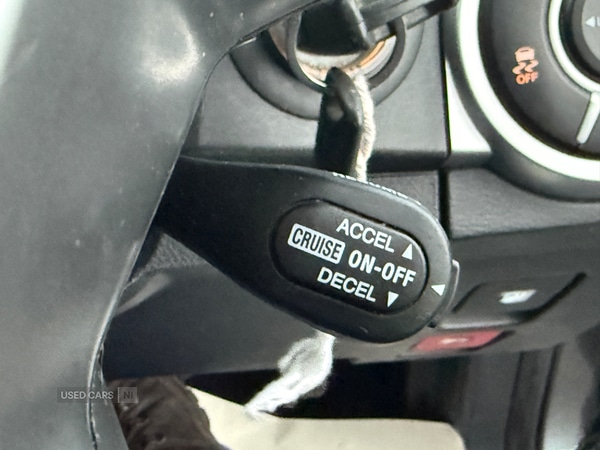 OFF
ACCEL ▲
CRUISE ON-OFF ◀
DECEL ▼
USED CARS NI